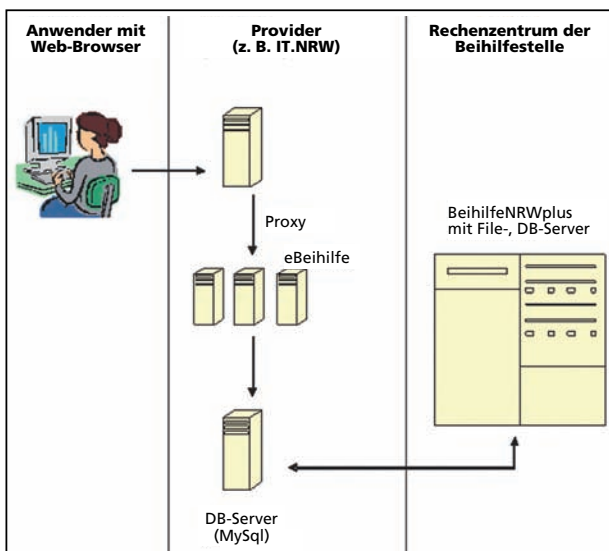 Anwender mit
Web-Browser
Provider
(z. B. IT.NRW)
Rechenzentrum der
Beihilfestelle
Proxy
eBeihilfe
BeihilfeNRWplus
mit File-, DB-Server
DB-Server
(MySql)